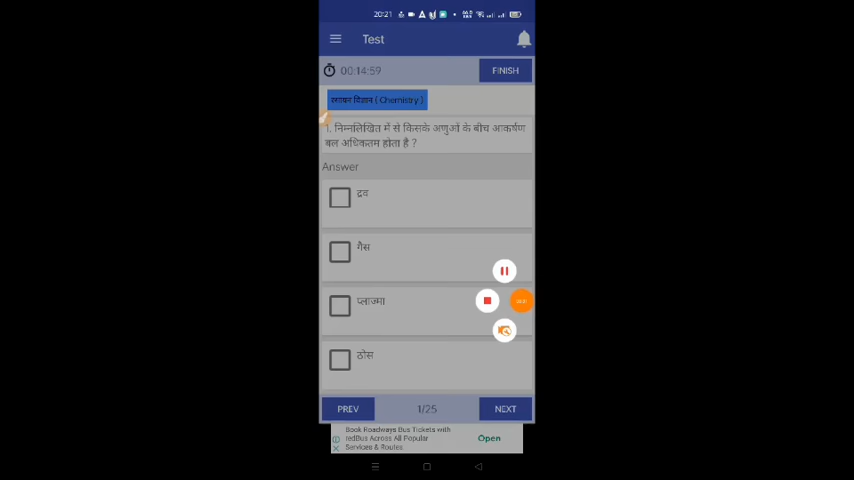 20:21
Test
00:14:59
FINISH
रसायन विज्ञान ( Chemistry )
1. निम्नलिखित में से किसके अणुओं के बीच आकर्षण
बल अधिकतम होता है ?
Answer
द्रव
गैस
प्लाज्मा
ठोस
PREV
1/25
NEXT
Book Roadways Bus Tickets with
redBus Across All Popular
Services & Routes.
Open